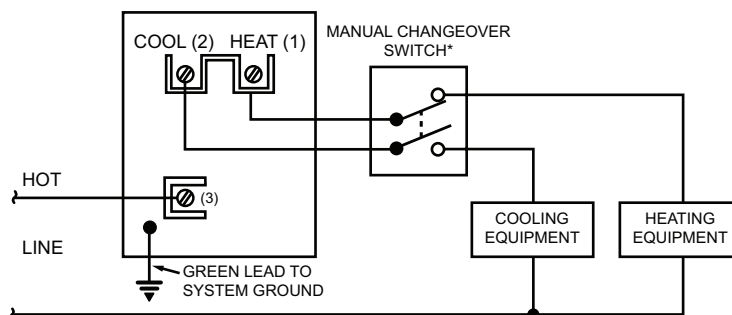 COOL (2) HEAT (1)
MANUAL CHANGEOVER
SWITCH*
HOT
(3)
LINE
GREEN LEAD TO
SYSTEM GROUND
COOLING
EQUIPMENT
HEATING
EQUIPMENT